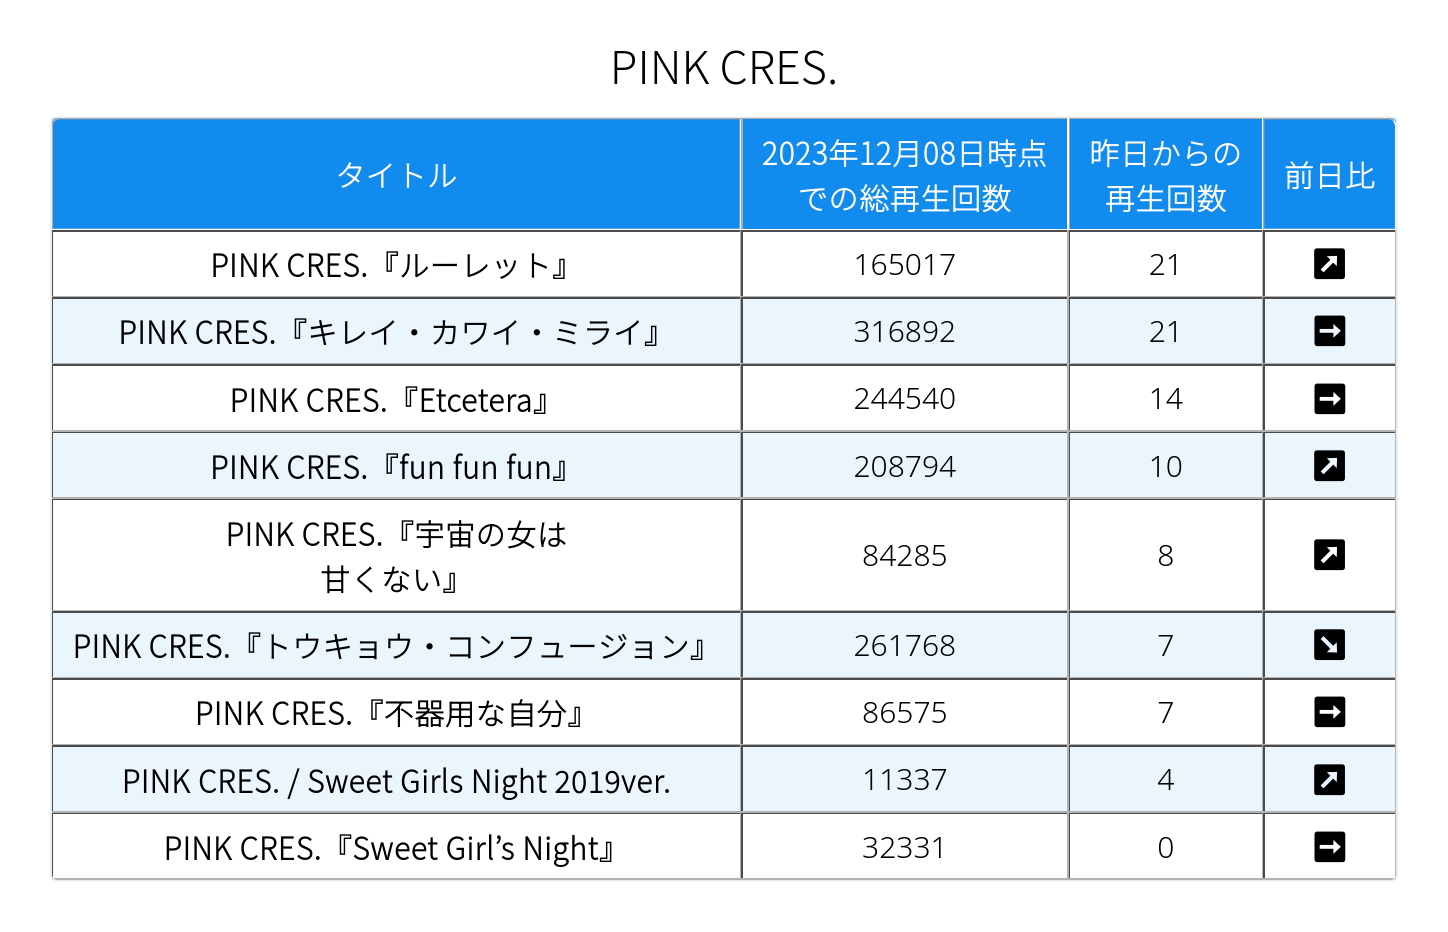 PINK CRES.
タイトル
2023年12月08日時点
での総再生回数
昨日からの
再生回数
前日比
PINK CRES.『ルーレット』 165017 21
PINK CRES.『キレイ・カワイ・ミライ』 316892 21
PINK CRES.『Etcetera』 244540 14
PINK CRES.『fun fun fun』 208794 10
PINK CRES.『宇宙の女は
甘くない』 84285 8
PINK CRES.『トウキョウ・コンフュージョン』 261768 7
PINK CRES.『不器用な自分』 86575 7
PINK CRES. / Sweet Girls Night 2019ver. 11337 4
PINK CRES.『Sweet Girl’s Night』 32331 0